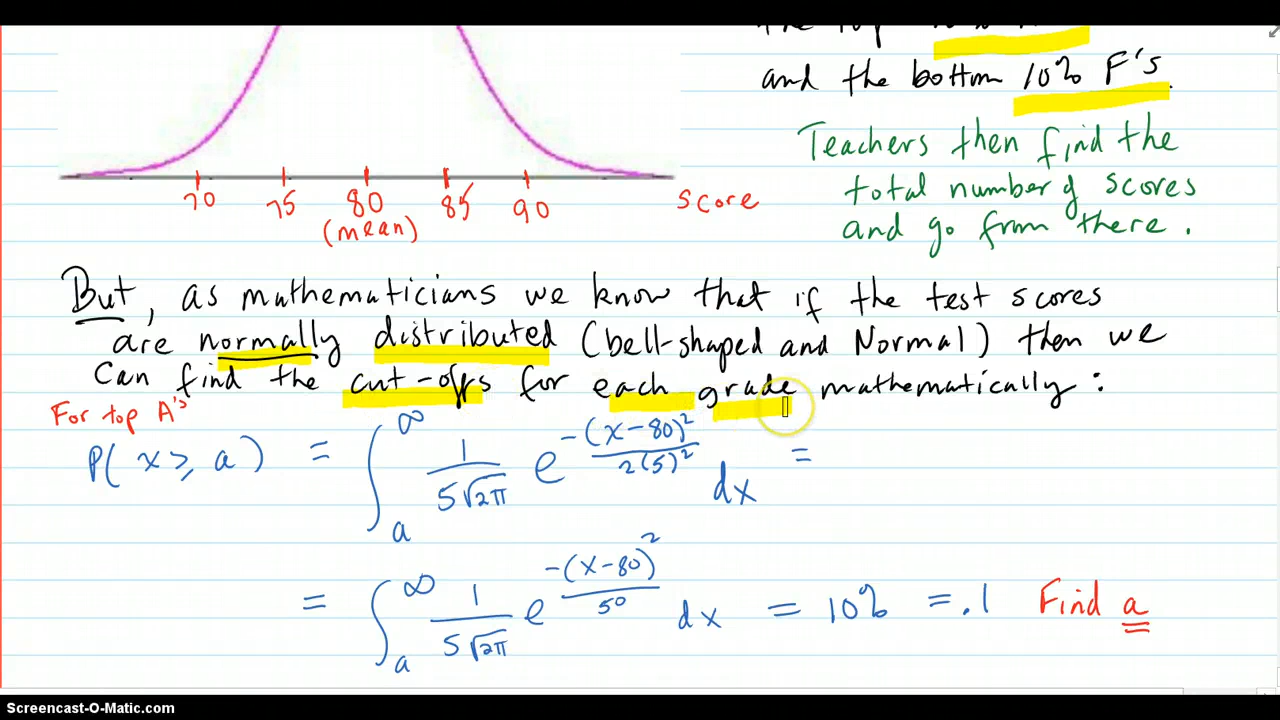 the top
and the bottom 10% F's.
Teachers then find the
total number of scores
and go from there.
70 75 80 85 90 score
(mean)
But, as mathematicians we know that if the test scores
are normally distributed (bell-shaped and Normal) then we
can find the cut-offs for each grade mathematically:
For top A's
P(x ≥ a) = ∫_a^∞ 1/(5√2π) e^(-(x-80)²/2(5)²) dx =
= ∫_a^∞ 1/(5√2π) e^(-(x-80)²/50) dx = 10% = .1 Find a
Screencast-O-Matic.com